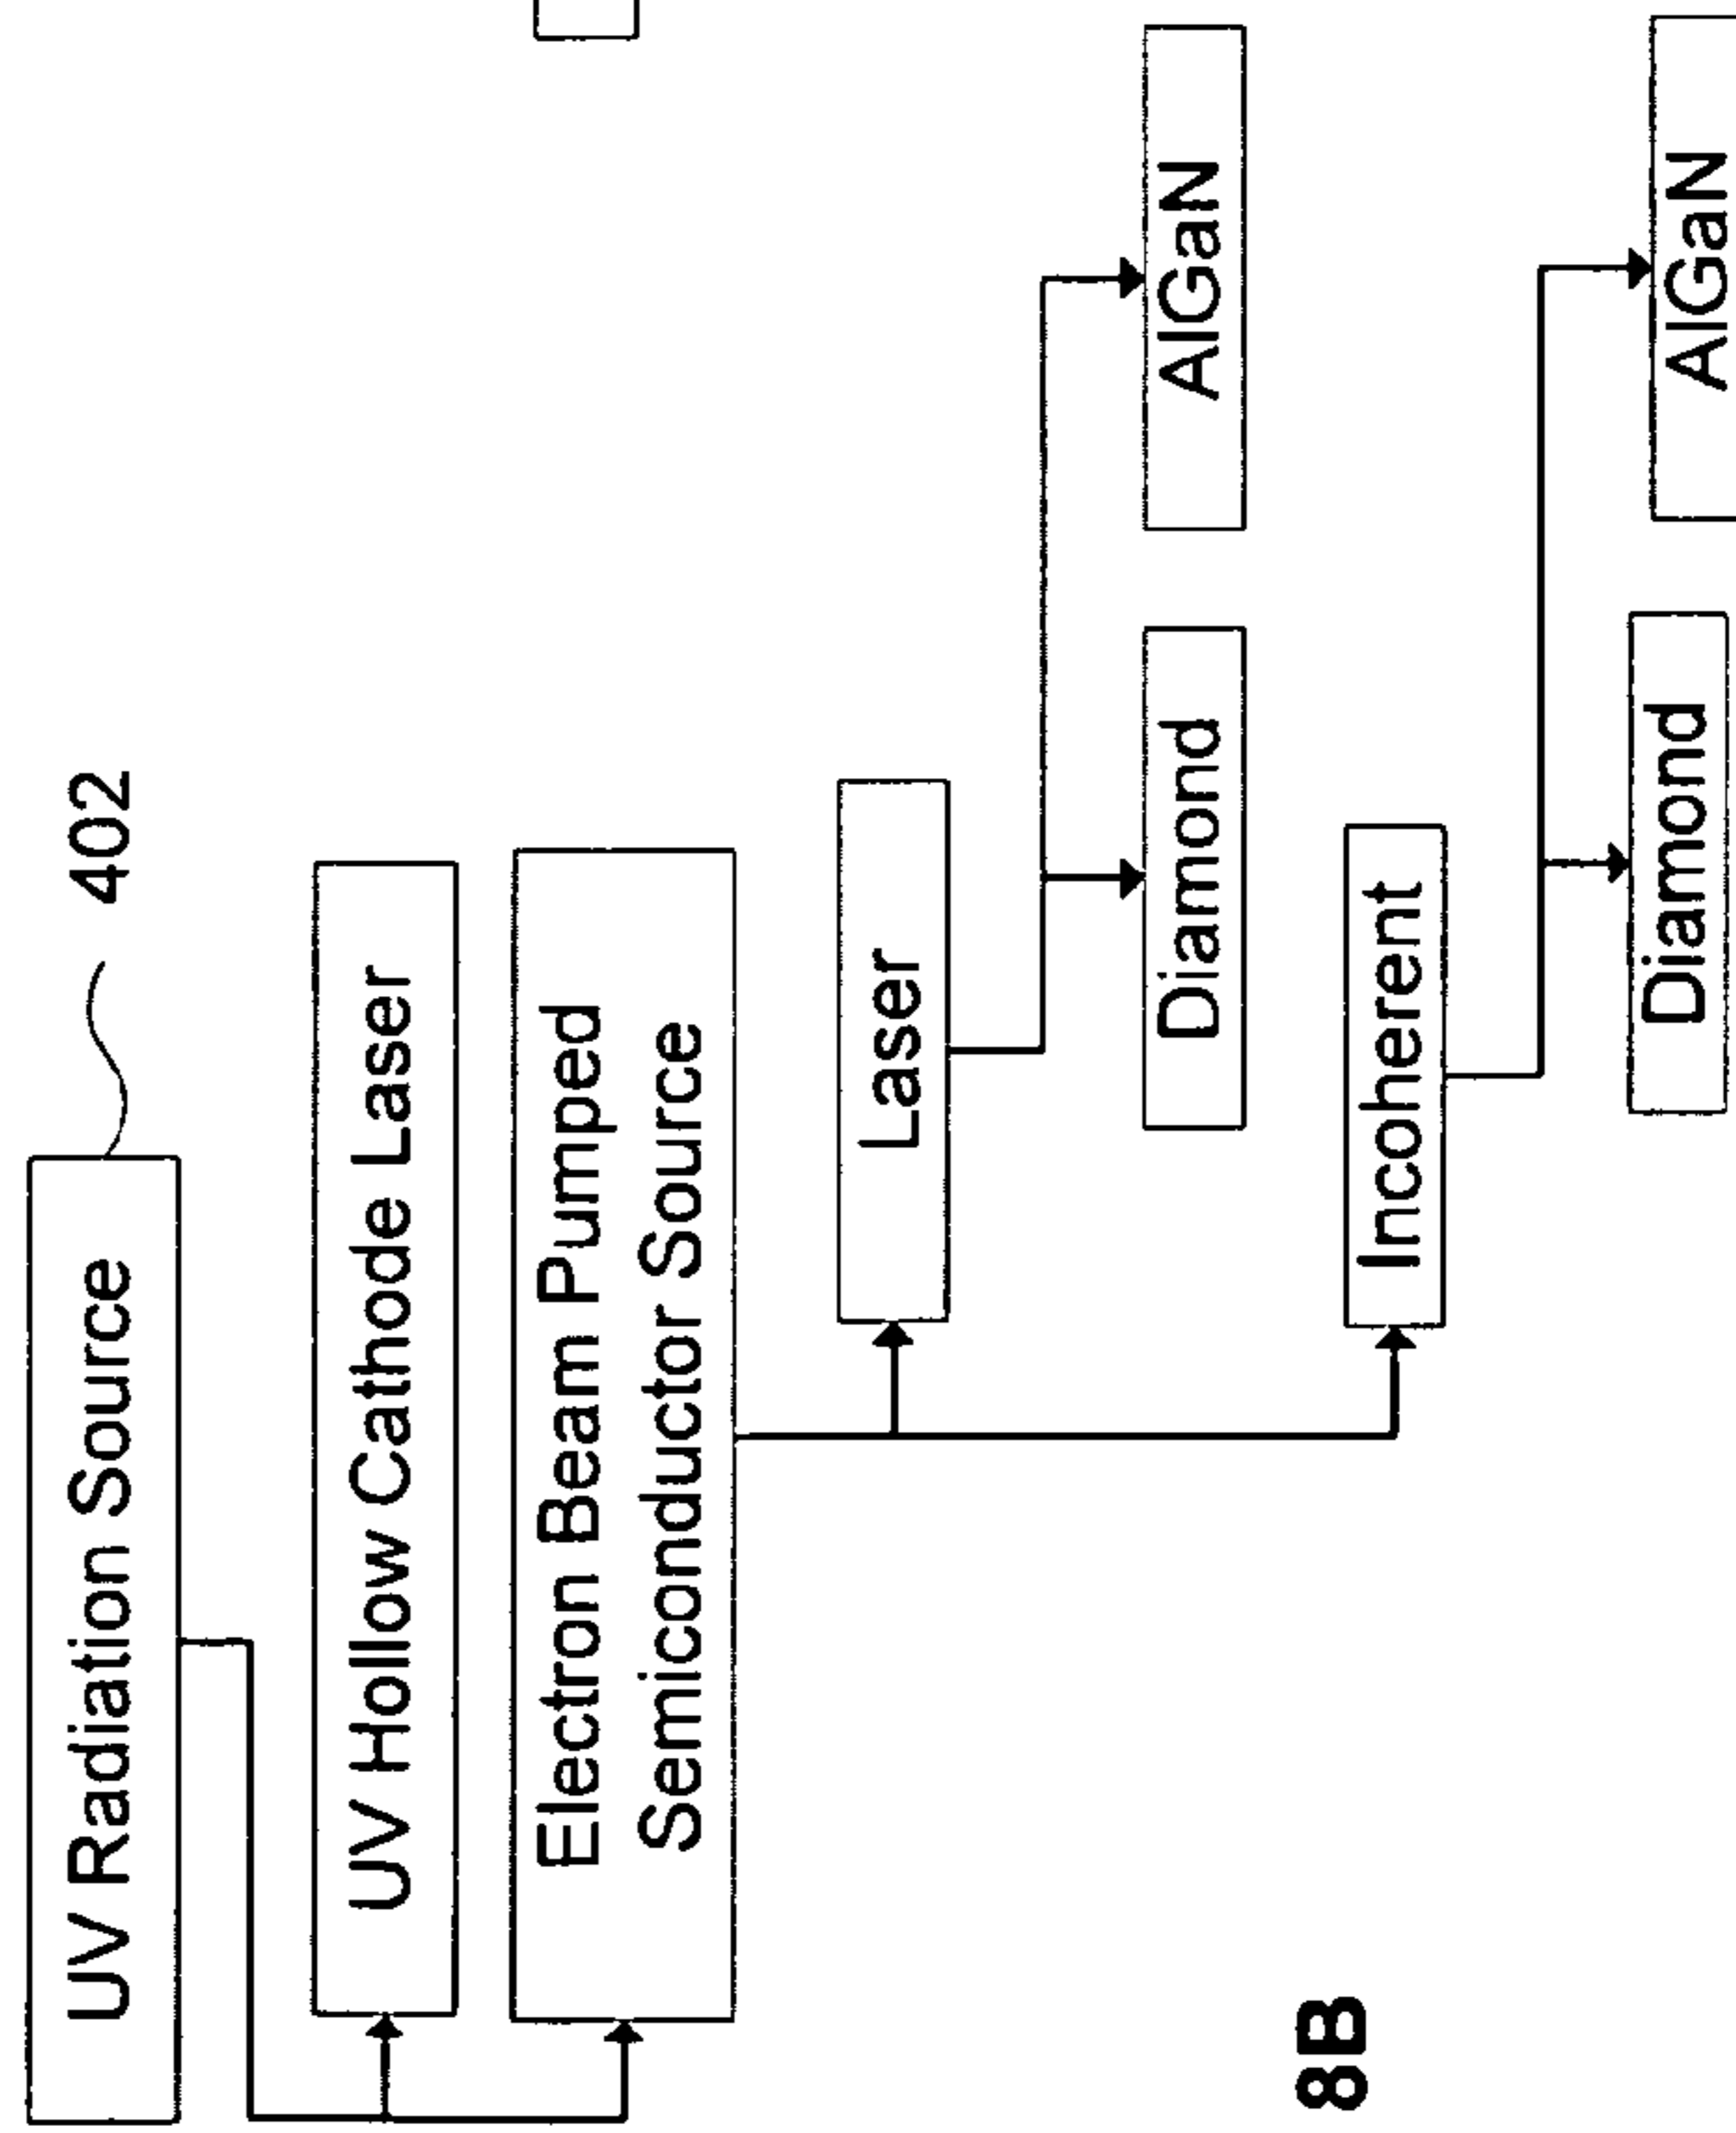 UV Radiation Source
402
UV Hollow Cathode Laser
Electron Beam Pumped
Semiconductor Source
Laser
Diamond
AlGaN
Incoherent
Diamond
AlGaN
8B